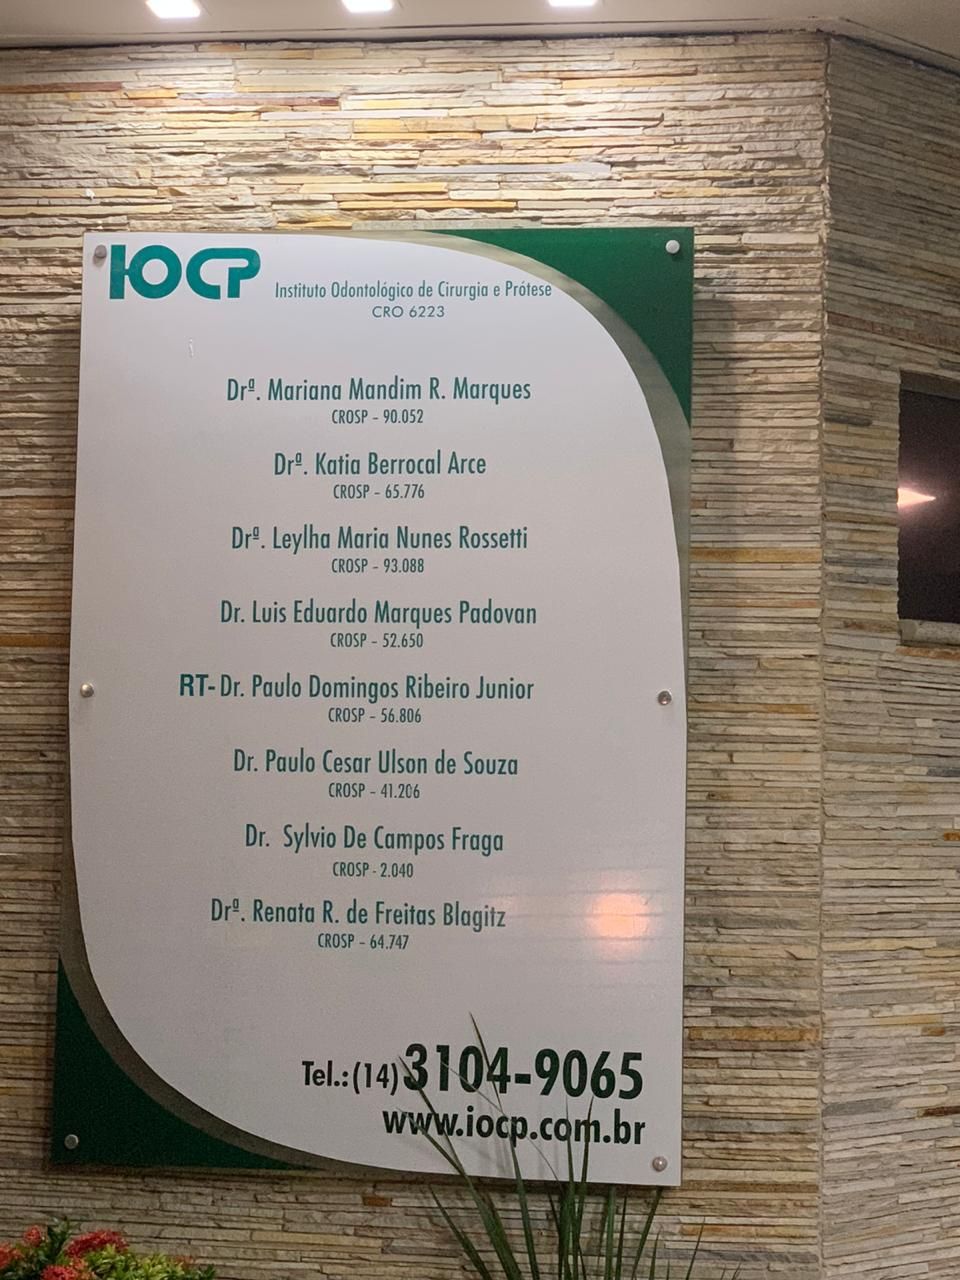 IOCP
Instituto Odontológico de Cirurgia e Prótese
CRO 6223
Drª. Mariana Mandim R. Marques
CROSP - 90.052
Drª. Katia Berrocal Arce
CROSP - 65.776
Drª. Leylha Maria Nunes Rossetti
CROSP - 93.088
Dr. Luis Eduardo Marques Padovan
CROSP - 52.650
RT- Dr. Paulo Domingos Ribeiro Junior
CROSP - 56.806
Dr. Paulo Cesar Ulson de Souza
CROSP - 41.206
Dr. Sylvio De Campos Fraga
CROSP - 2.040
Drª. Renata R. de Freitas Blagitz
CROSP - 64.747
Tel.: (14) 3104-9065
www.iocp.com.br